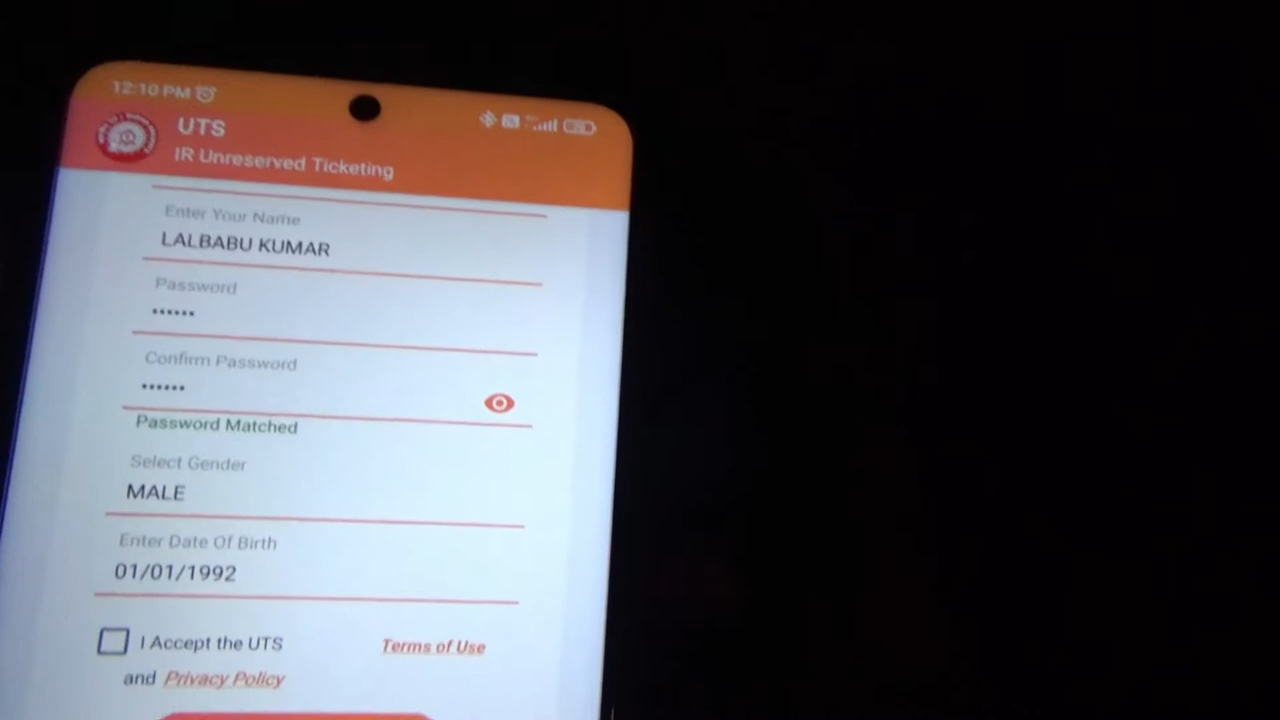 12:10 PM
UTS
IR Unreserved Ticketing
Enter Your Name
LALBABU KUMAR
Password
••••••
Confirm Password
••••••
Password Matched
Select Gender
MALE
Enter Date Of Birth
01/01/1992
I Accept the UTS Terms of Use
and Privacy Policy